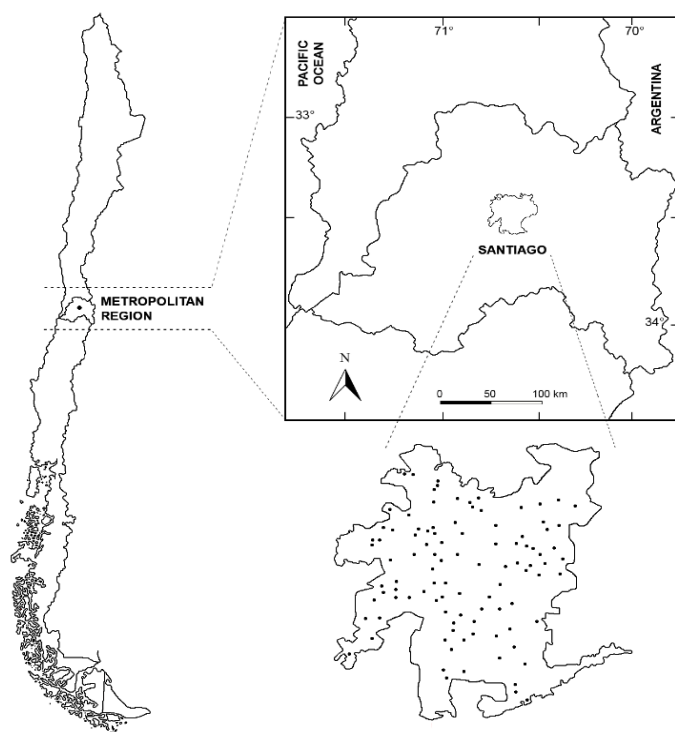 71°
70°
PACIFIC
OCEAN
ARGENTINA
33°
SANTIAGO
METROPOLITAN
REGION
34°
N
0 50 100 km